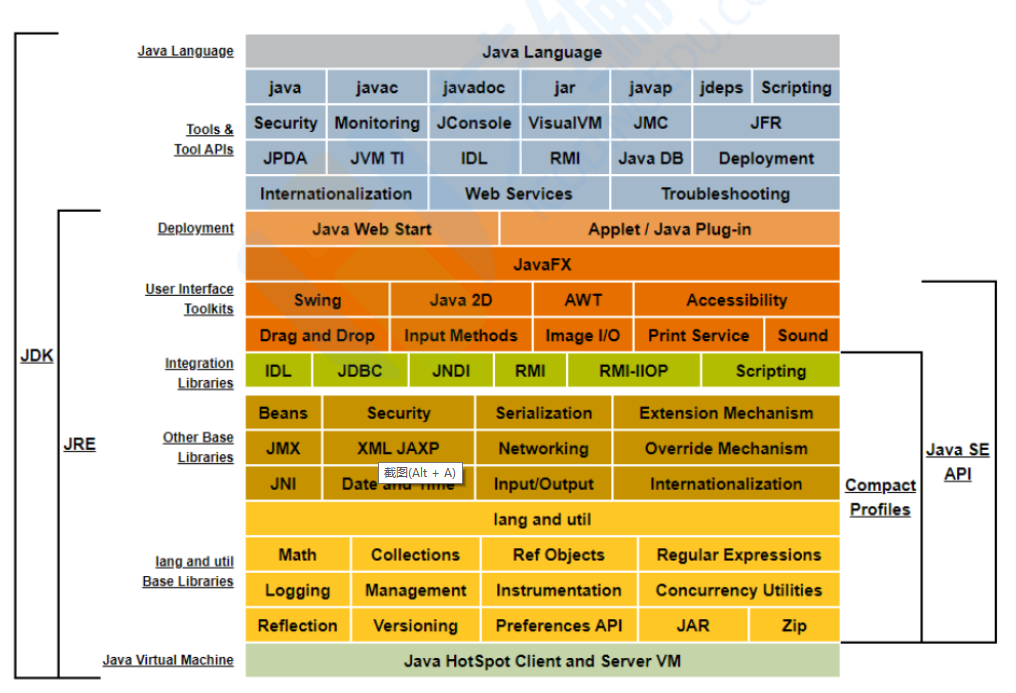 Java Language Java Language
java javac javadoc jar javap jdeps Scripting
Tools & Security Monitoring JConsole VisualVM JMC JFR
Tool APIs JPDA JVM TI IDL RMI Java DB Deployment
Internationalization Web Services Troubleshooting
Deployment Java Web Start Applet / Java Plug-in
JavaFX
User Interface
Toolkits
Swing Java 2D AWT Accessibility
Drag and Drop Input Methods Image I/O Print Service Sound
JDK
Integration
Libraries
IDL JDBC JNDI RMI RMI-IIOP Scripting
Beans Security Serialization Extension Mechanism
JRE
Other Base
Libraries
JMX XML JAXP Networking Override Mechanism
Java SE
API
截图(Alt + A)
JNI Date and Time Input/Output Internationalization
Compact
Profiles
lang and util
lang and util
Base Libraries
Math Collections Ref Objects Regular Expressions
Logging Management Instrumentation Concurrency Utilities
Reflection Versioning Preferences API JAR Zip
Java Virtual Machine Java HotSpot Client and Server VM